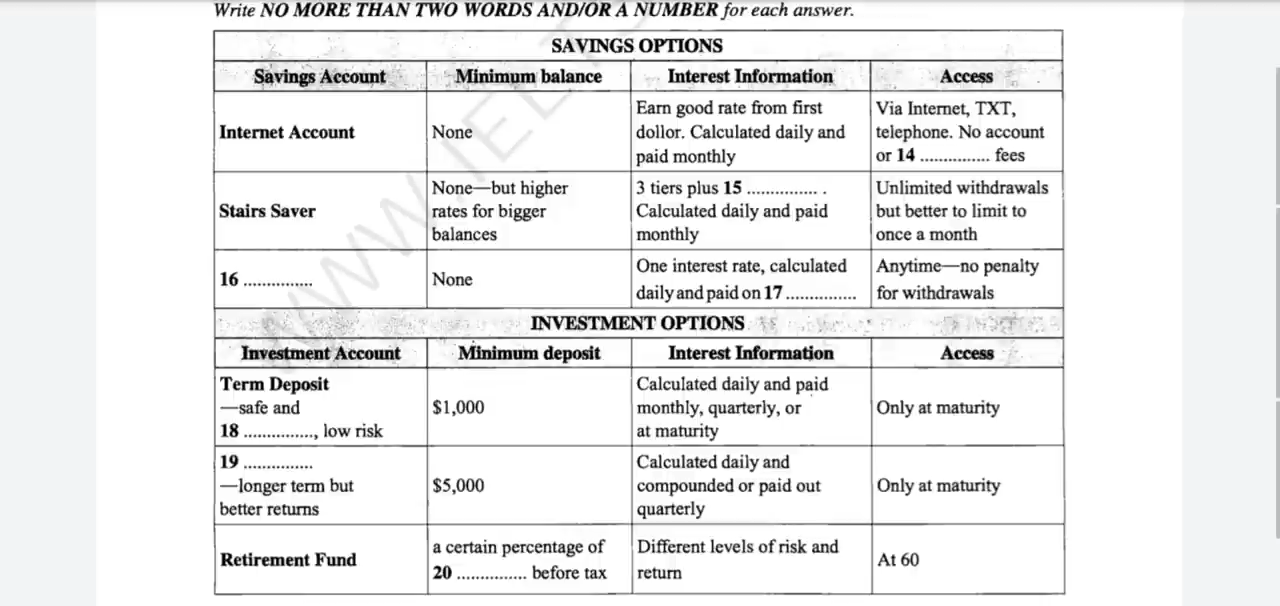 Write NO MORE THAN TWO WORDS AND/OR A NUMBER for each answer.
SAVINGS OPTIONS
Savings Account Minimum balance Interest Information Access
Internet Account
None
Earn good rate from first
dollor. Calculated daily and
paid monthly
Via Internet, TXT,
telephone. No account
or 14 ............... fees
Stairs Saver
None—but higher
rates for bigger
balances
3 tiers plus 15 ............... .
Calculated daily and paid
monthly
Unlimited withdrawals
but better to limit to
once a month
16 ...............
None
One interest rate, calculated
daily and paid on 17 ...............
Anytime—no penalty
for withdrawals
INVESTMENT OPTIONS
Investment Account Minimum deposit Interest Information Access
Term Deposit
—safe and
18 ..............., low risk
$1,000
Calculated daily and paid
monthly, quarterly, or
at maturity
Only at maturity
19 ...............
—longer term but
better returns
$5,000
Calculated daily and
compounded or paid out
quarterly
Only at maturity
Retirement Fund
a certain percentage of
20 ............... before tax
Different levels of risk and
return
At 60